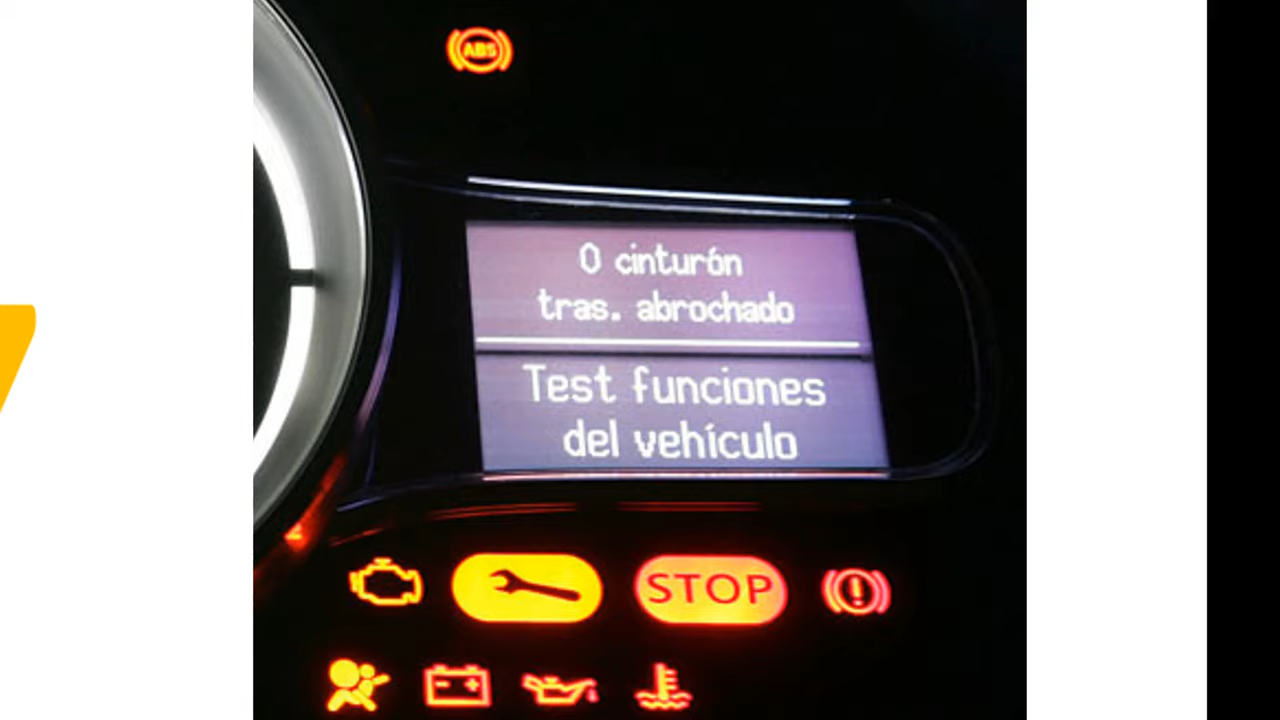 ABS
0 cinturón
tras. abrochado
Test funciones
del vehículo
STOP